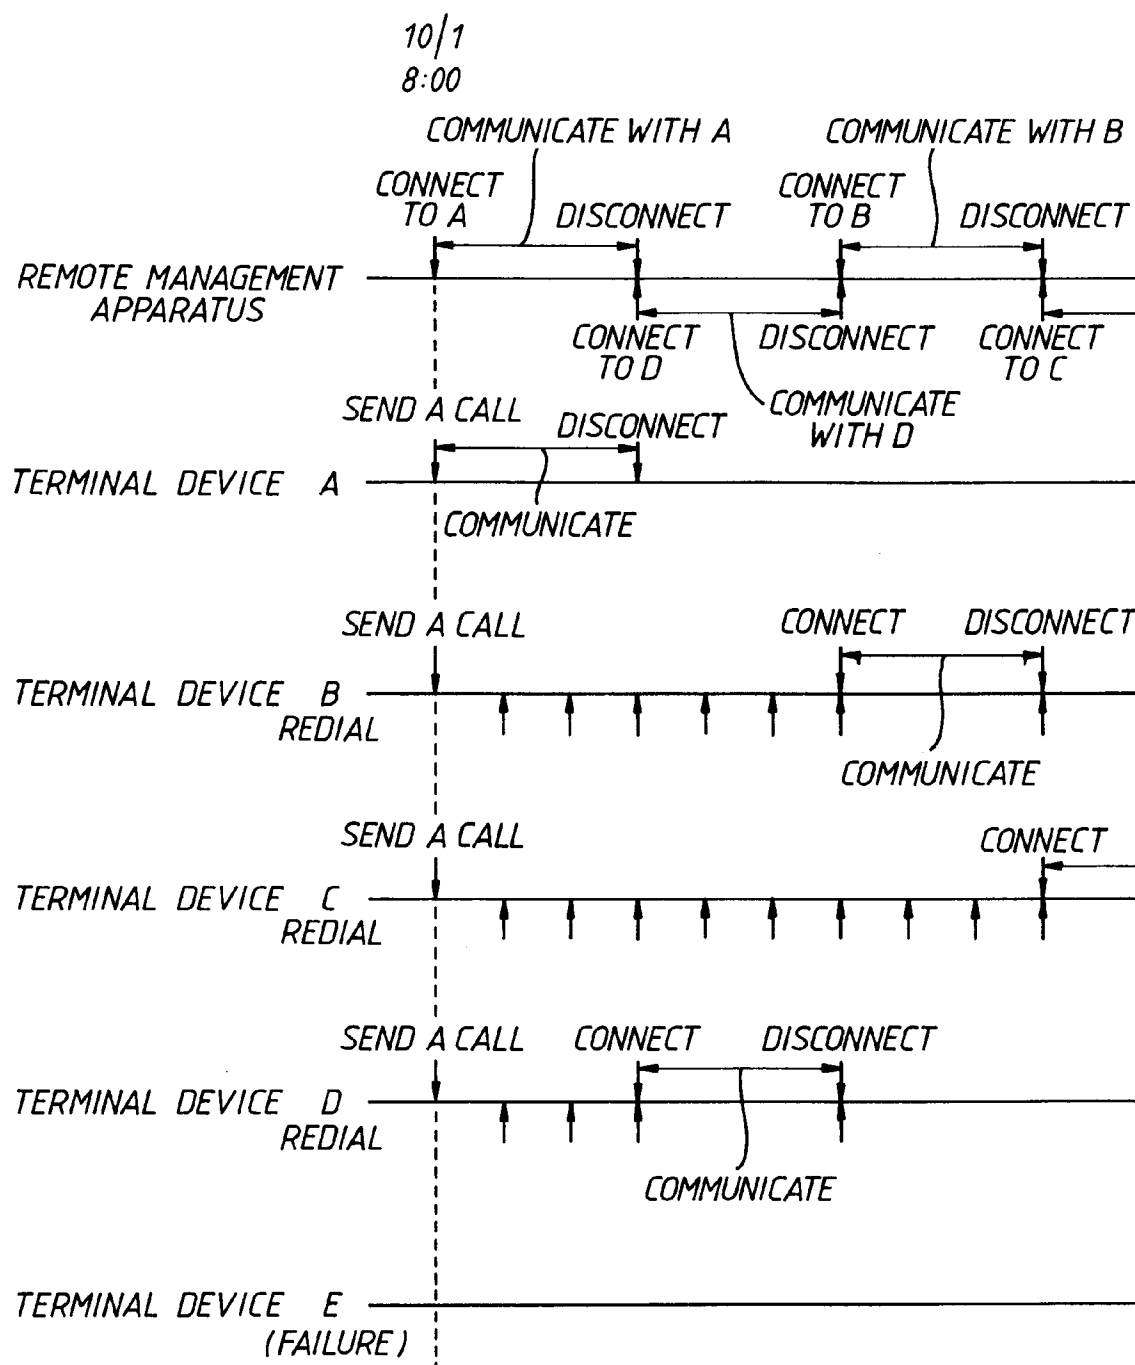 10/1
8:00
COMMUNICATE WITH A
COMMUNICATE WITH B
CONNECT
TO A
DISCONNECT
CONNECT
TO B
DISCONNECT
REMOTE MANAGEMENT
APPARATUS
CONNECT
TO D
DISCONNECT
CONNECT
TO C
COMMUNICATE
WITH D
SEND A CALL
DISCONNECT
TERMINAL DEVICE A
COMMUNICATE
SEND A CALL
CONNECT
DISCONNECT
TERMINAL DEVICE B
REDIAL
COMMUNICATE
SEND A CALL
CONNECT
TERMINAL DEVICE C
REDIAL
SEND A CALL
CONNECT
DISCONNECT
TERMINAL DEVICE D
REDIAL
COMMUNICATE
TERMINAL DEVICE E
(FAILURE)